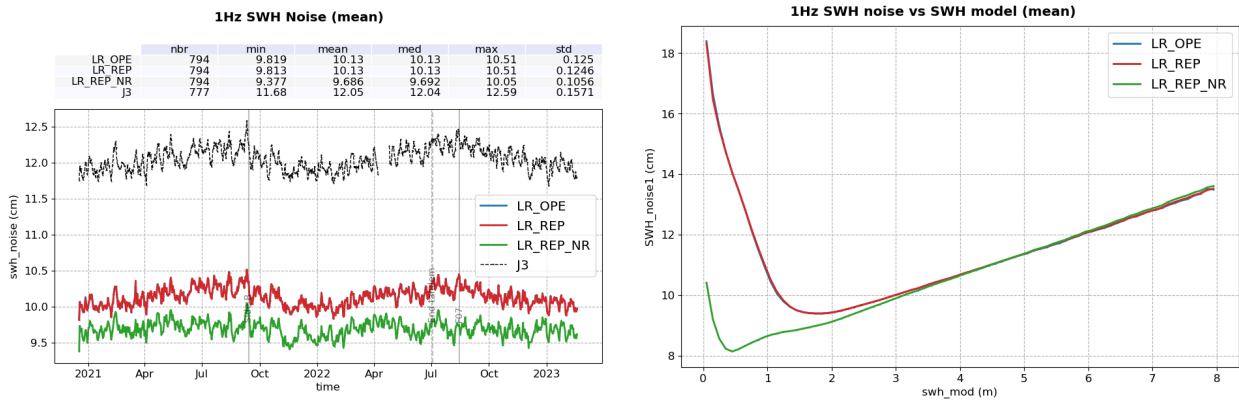 1Hz SWH Noise (mean)
nbr min mean med max std
LR_OPE 794 9.819 10.13 10.13 10.51 0.125
LR_REP 794 9.813 10.13 10.13 10.51 0.1246
LR_REP_NR 794 9.377 9.686 9.692 10.05 0.1056
J3 777 11.68 12.05 12.04 12.59 0.1571
12.5
12.0
11.5
11.0
10.5
10.0
9.5
swh_noise (cm)
LR_OPE
LR_REP
LR_REP_NR
J3
2021 Apr Jul Oct 2022 Apr Jul Oct 2023
time
1Hz SWH noise vs SWH model (mean)
18
16
14
12
10
8
SWH_noise1 (cm)
LR_OPE
LR_REP
LR_REP_NR
0 1 2 3 4 5 6 7 8
swh_mod (m)